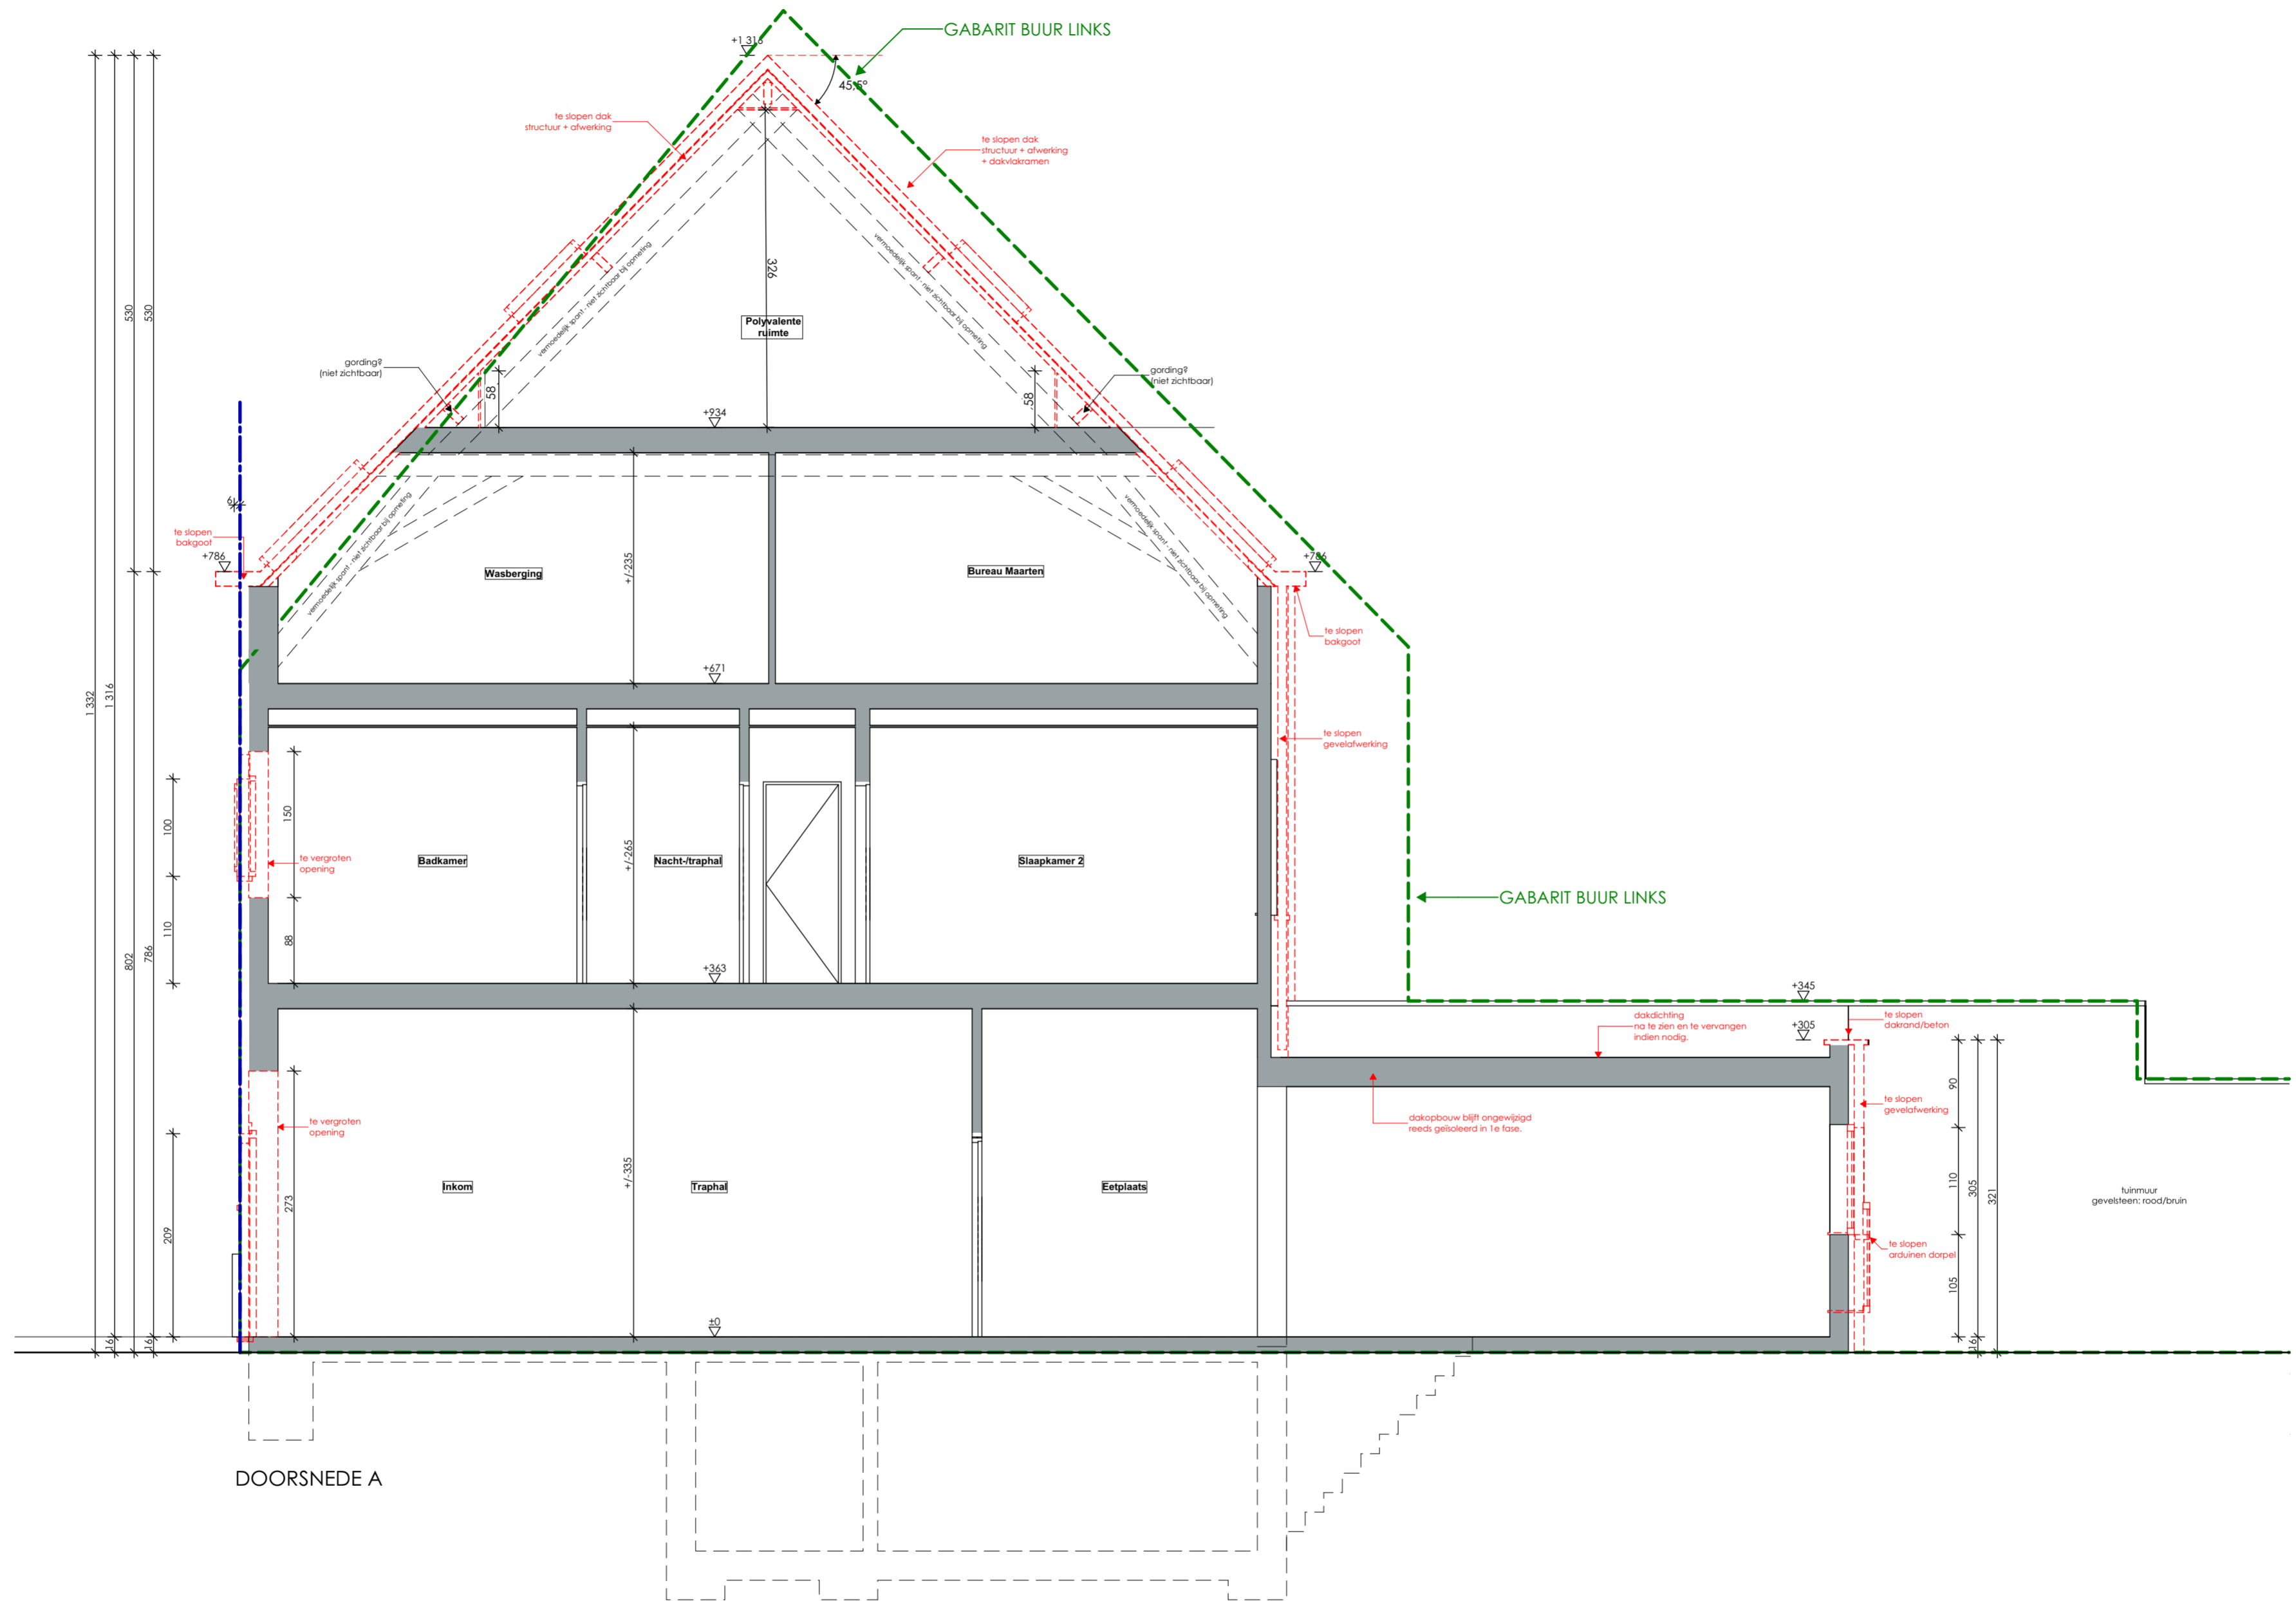 GABARIT BUUR LINKS
+1 316
45,5°
te slopen dak
structuur + afwerking
te slopen dak
structuur + afwerking
+ dakvlakramen
vermoedelijk spant - niet zichtbaar bij opmeting
vermoedelijk spant - niet zichtbaar bij opmeting
326
530
530
Polyvalente
ruimte
gording?
(niet zichtbaar)
gording?
(niet zichtbaar)
58
58
+934
6
te slopen
bakgoot
+786
vermoedelijk spant - niet zichtbaar bij opmeting
vermoedelijk spant - niet zichtbaar bij opmeting
+786
Wasberging
+/-235
Bureau Maarten
te slopen
bakgoot
+671
1 332
1 316
te slopen
gevelafwerking
100
150
te vergroten
opening
Badkamer
+/-265
Nacht-/traphal
Slaapkamer 2
GABARIT BUUR LINKS
110
88
802
786
+363
+345
te slopen
dakrand/beton
dakdichting
na te zien en te vervangen
indien nodig.
+305
90
te slopen
gevelafwerking
te vergroten
opening
dakopbouw blijft ongewijzigd
reeds geïsoleerd in 1e fase.
209
273
Inkom
+/-335
Traphal
Eetplaats
110
305
321
tuinmuur
gevelsteen: rood/bruin
te slopen
arduinen dorpel
105
±0
16
16
16
DOORSNEDE A